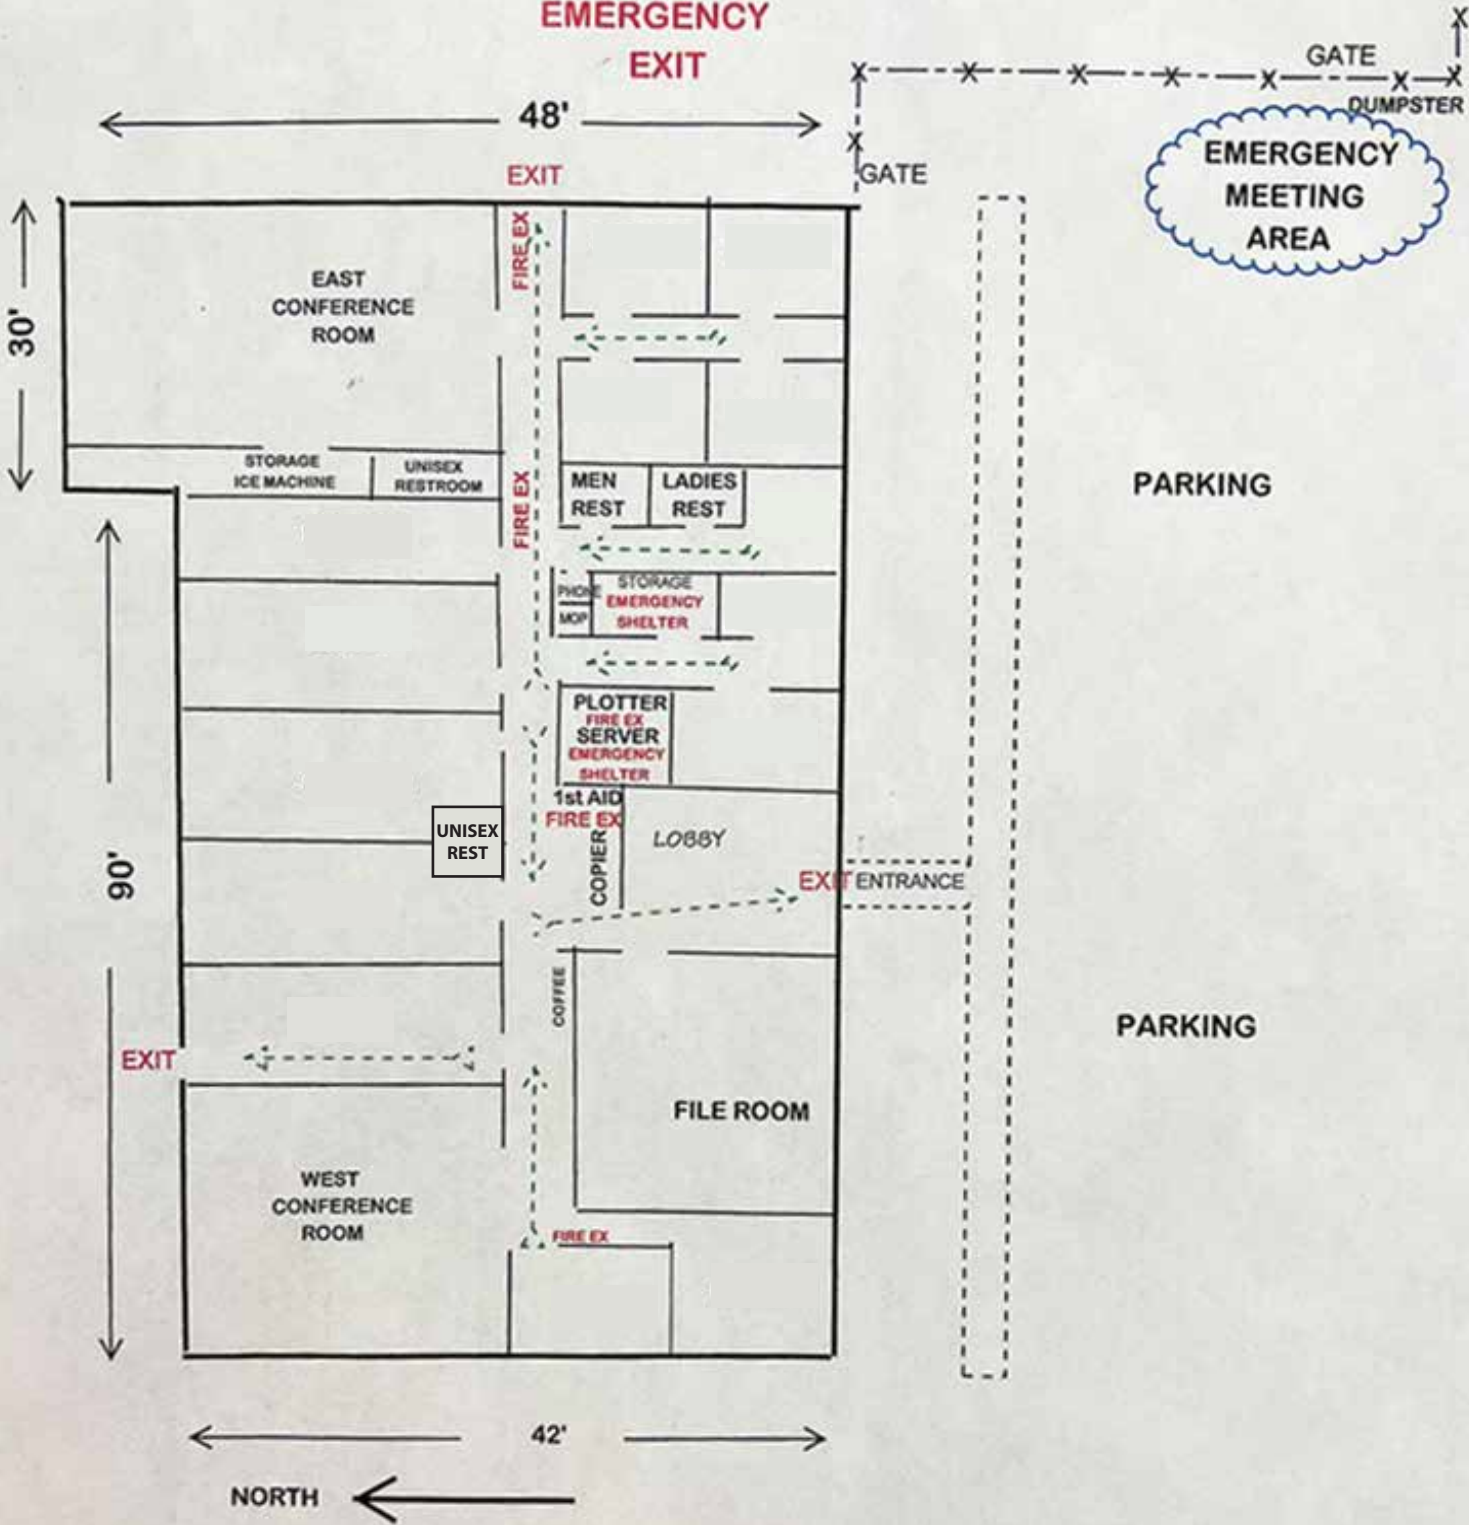 EMERGENCY
EXIT
GATE
DUMPSTER
48'
EXIT
GATE
EMERGENCY
MEETING
AREA
30'
FIRE EX
EAST
CONFERENCE
ROOM
STORAGE
ICE MACHINE
UNISEX
RESTROOM
FIRE EX
MEN
REST
LADIES
REST
PARKING
PHONE
MOP
STORAGE
EMERGENCY
SHELTER
PLOTTER
FIRE EX
SERVER
EMERGENCY
SHELTER
1st AID
FIRE EX
COPIER
LOBBY
UNISEX
REST
90'
EXIT ENTRANCE
COFFEE
EXIT
PARKING
FILE ROOM
WEST
CONFERENCE
ROOM
FIRE EX
42'
NORTH
X
X
X
X
X
X
X
X
X